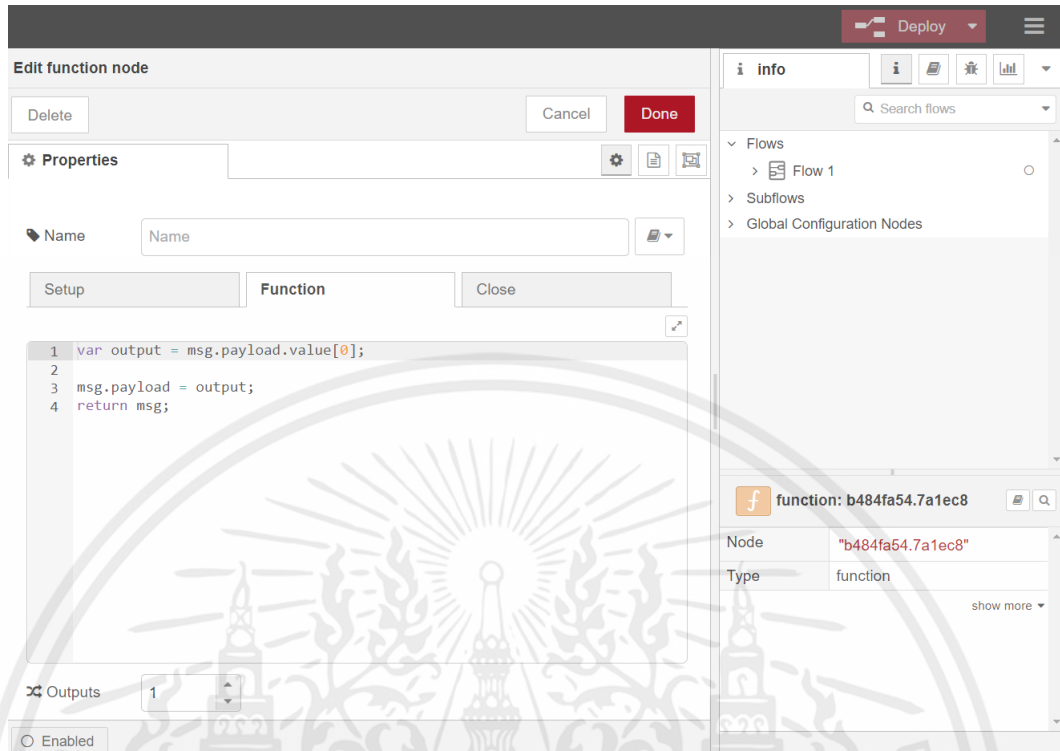 Deploy
Edit function node
Delete
Cancel
Done
Properties
Name
Name
Setup
Function
Close
1 var output = msg.payload.value[0];
2
3 msg.payload = output;
4 return msg;
Outputs
1
Enabled
i info
i
Search flows
Flows
Flow 1
Subflows
Global Configuration Nodes
function: b484fa54.7a1ec8
Node "b484fa54.7a1ec8"
Type function
show more